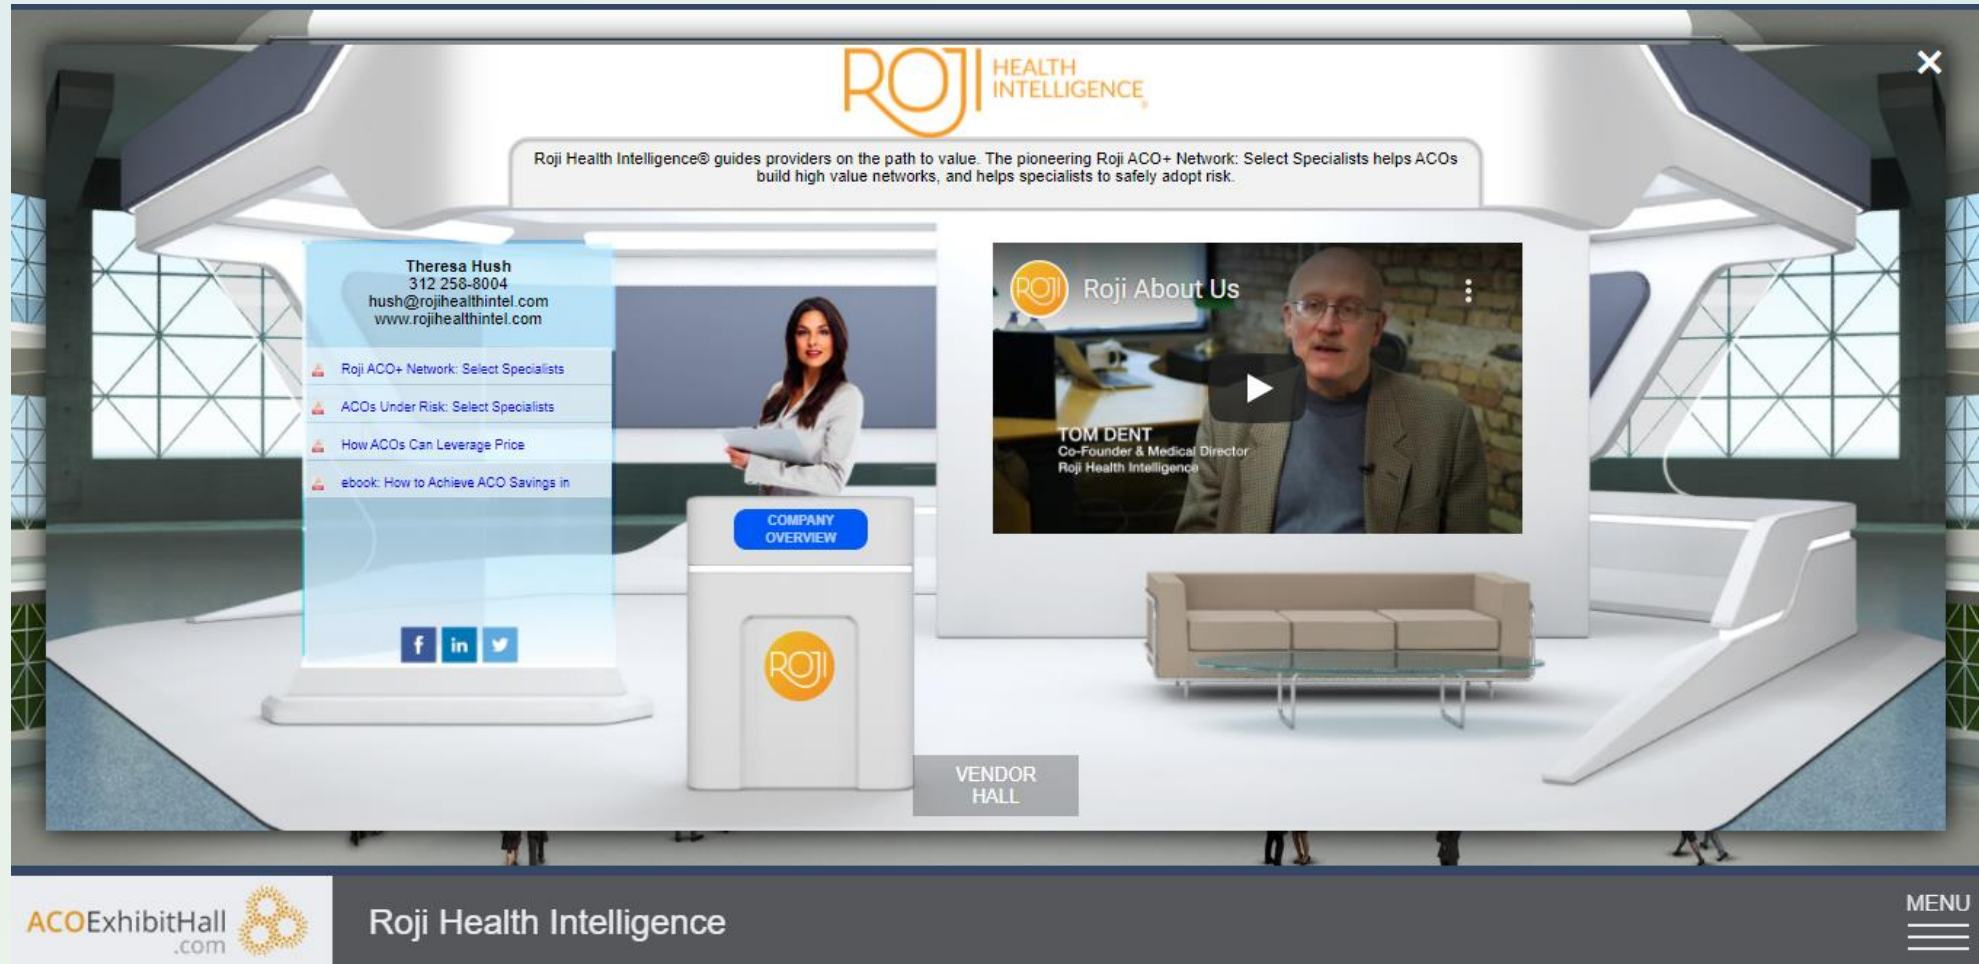 ROJI
HEALTH
INTELLIGENCE®
Roji Health Intelligence® guides providers on the path to value. The pioneering Roji ACO+ Network: Select Specialists helps ACOs
build high value networks, and helps specialists to safely adopt risk.
Theresa Hush
312 258-8004
hush@rojihealthintel.com
www.rojihealthintel.com
Roji ACO+ Network: Select Specialists
ACOs Under Risk: Select Specialists
How ACOs Can Leverage Price
ebook: How to Achieve ACO Savings in
f in
COMPANY
OVERVIEW
ROJI
ROJI
Roji About Us
TOM DENT
Co-Founder & Medical Director
Roji Health Intelligence
VENDOR
HALL
ACOExhibitHall
.com
Roji Health Intelligence
MENU